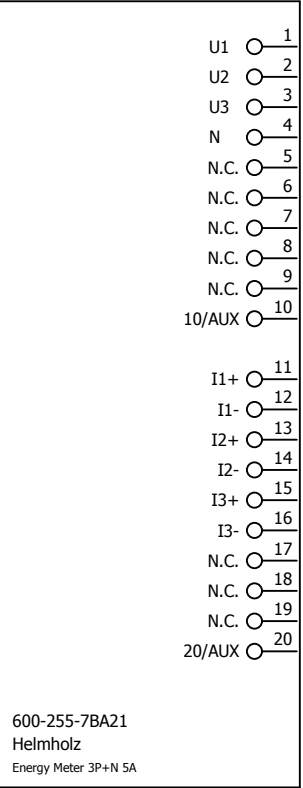 U1 1
U2 2
U3 3
N 4
N.C. 5
N.C. 6
N.C. 7
N.C. 8
N.C. 9
10/AUX 10
I1+ 11
I1- 12
I2+ 13
I2- 14
I3+ 15
I3- 16
N.C. 17
N.C. 18
N.C. 19
20/AUX 20
600-255-7BA21
Helmholz
Energy Meter 3P+N 5A